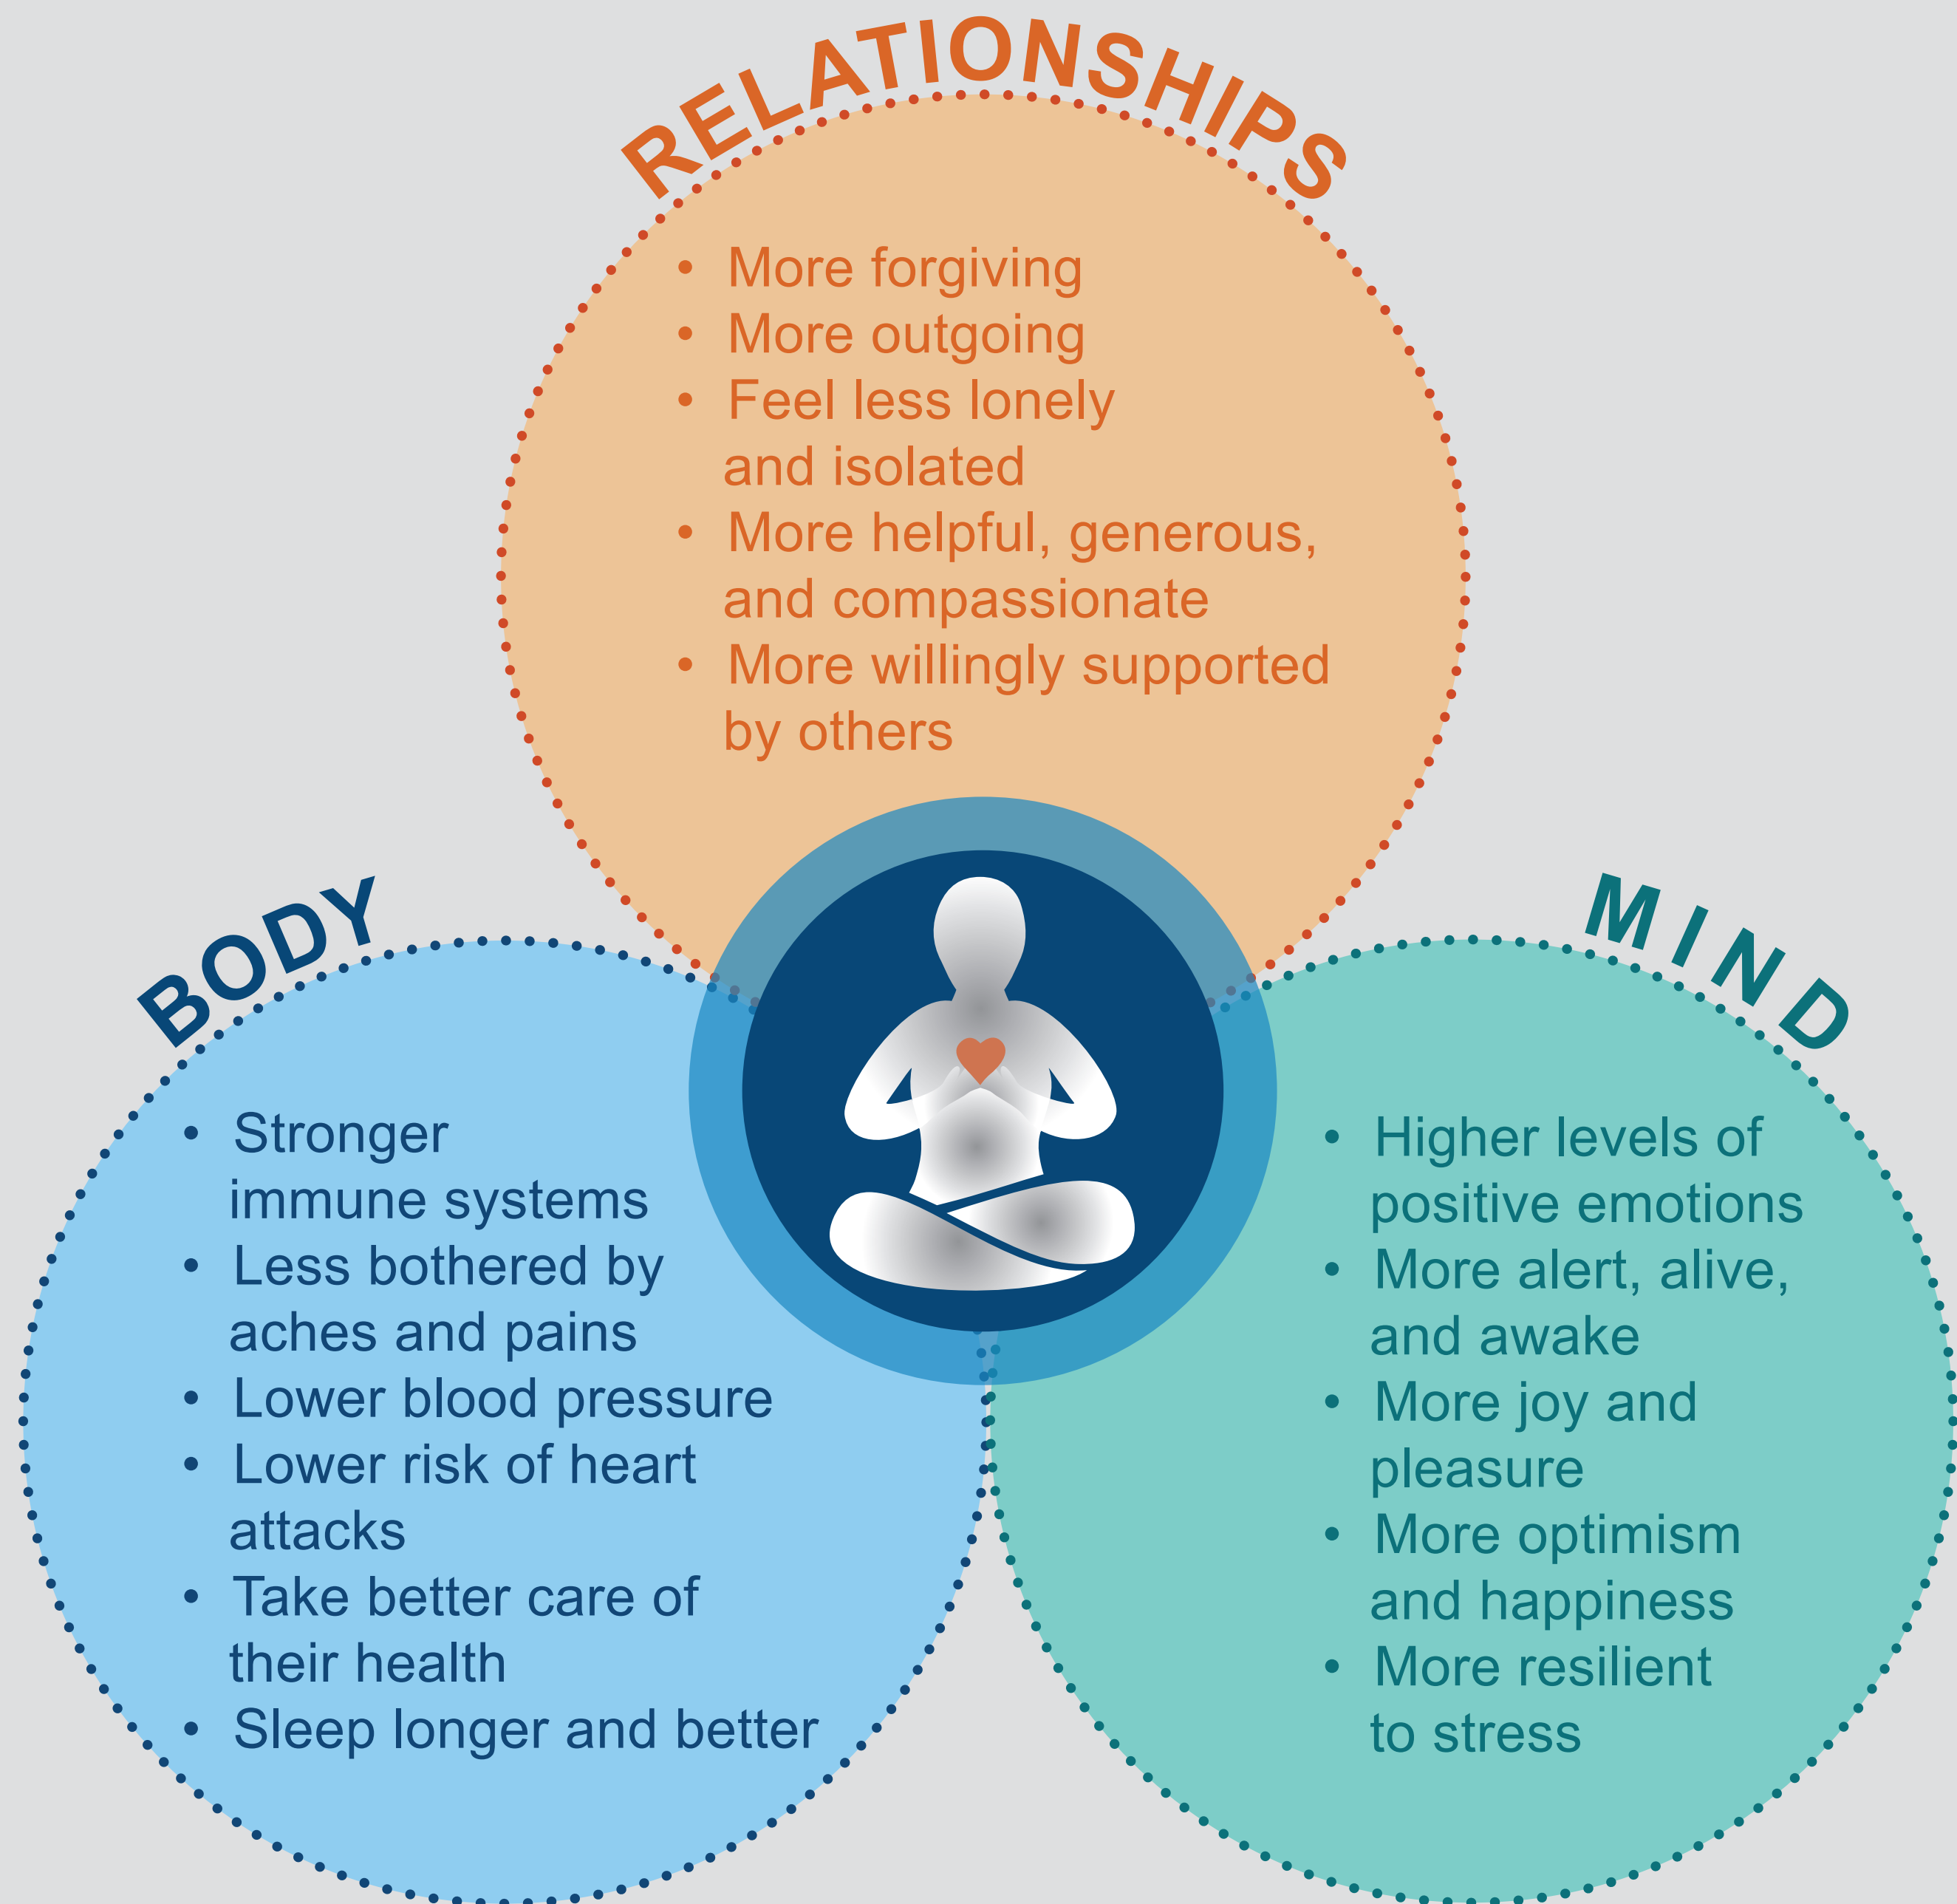 RELATIONSHIPS
• More forgiving
• More outgoing
• Feel less lonely
and isolated
• More helpful, generous,
and compassionate
• More willingly supported
by others
BODY
• Stronger
immune systems
• Less bothered by
aches and pains
• Lower blood pressure
• Lower risk of heart
attacks
• Take better care of
their health
• Sleep longer and better
MIND
• Higher levels of
positive emotions
• More alert, alive,
and awake
• More joy and
pleasure
• More optimism
and happiness
• More resilient
to stress